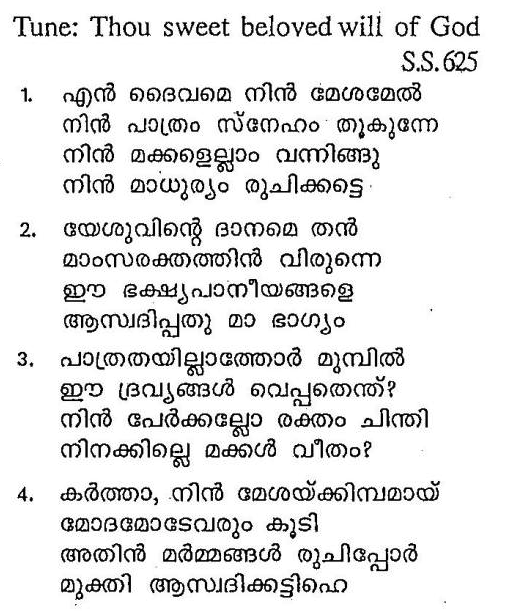 Tune: Thou sweet beloved will of God
S.S. 625
1. എൻ ദൈവമെ നിൻ മേശമേൽ
നിൻ പാത്രം സ്നേഹം തൂകുന്നേ
നിൻ മക്കളെല്ലാം വന്നിങ്ങു
നിൻ മാധുര്യം രുചിക്കട്ടെ
2. യേശുവിന്റെ ദാനമെ തൻ
മാംസരക്തത്തിൻ വിരുന്നെ
ഈ ഭക്ഷ്യപാനീയങ്ങളെ
ആസ്വദിപ്പതു മാ ഭാഗ്യം
3. പാത്രതയില്ലാത്തോർ മുമ്പിൽ
ഈ ദ്രവ്യങ്ങൾ വെപ്പതെന്ത്?
നിൻ പേർക്കല്ലോ രക്തം ചിന്തി
നിനക്കില്ലെ മക്കൾ വീതം?
4. കർത്താ, നിൻ മേശയ്ക്കിമ്പമായ്
മോദമോടേവരും കൂടി
അതിൻ മർമ്മങ്ങൾ രുചിപ്പോർ
മുക്തി ആസ്വദിക്കട്ടിഹെ